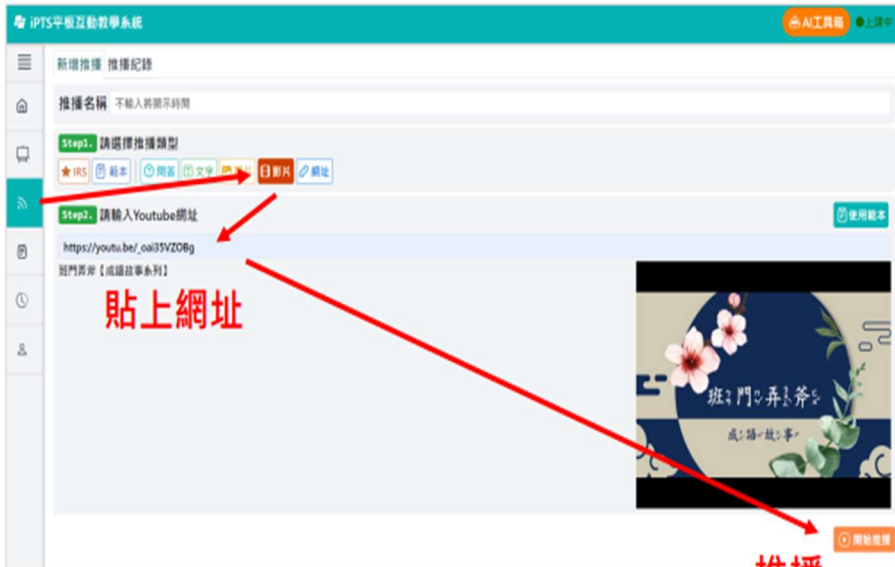 iPTS平板互動教學系統
AI工具箱 上課中
新增推播 推播紀錄
推播名稱 不輸入將顯示時間
Step1. 請選擇推播類型
IRS 範本 問答 文字 影片 網址
Step2. 請輸入Youtube網址
使用範本
https://youtu.be/_oai35VZOBg
班門弄斧【成語故事系列】
貼上網址
班門弄斧
成語故事
開始推播
推播